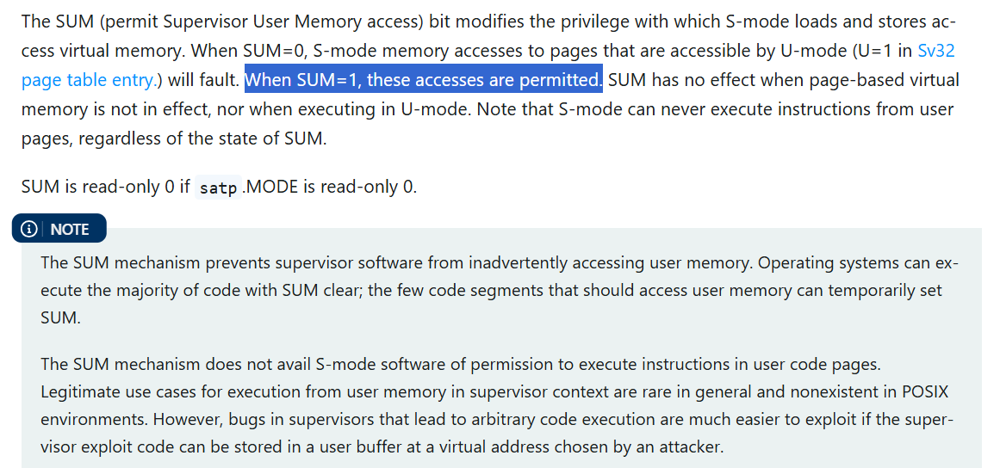 The SUM (permit Supervisor User Memory access) bit modifies the privilege with which S-mode loads and stores ac-
cess virtual memory. When SUM=0, S-mode memory accesses to pages that are accessible by U-mode (U=1 in Sv32
page table entry.) will fault. When SUM=1, these accesses are permitted. SUM has no effect when page-based virtual
memory is not in effect, nor when executing in U-mode. Note that S-mode can never execute instructions from user
pages, regardless of the state of SUM.
SUM is read-only 0 if satp .MODE is read-only 0.
NOTE
The SUM mechanism prevents supervisor software from inadvertently accessing user memory. Operating systems can ex-
ecute the majority of code with SUM clear; the few code segments that should access user memory can temporarily set
SUM.
The SUM mechanism does not avail S-mode software of permission to execute instructions in user code pages.
Legitimate use cases for execution from user memory in supervisor context are rare in general and nonexistent in POSIX
environments. However, bugs in supervisors that lead to arbitrary code execution are much easier to exploit if the super-
visor exploit code can be stored in a user buffer at a virtual address chosen by an attacker.